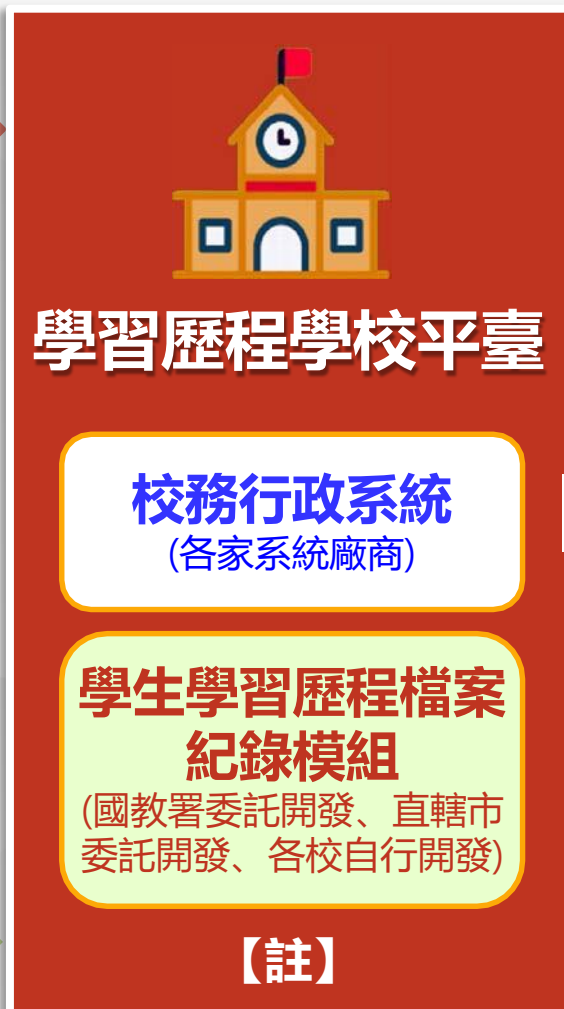 學習歷程學校平臺
校務行政系統
(各家系統廠商)
學生學習歷程檔案
紀錄模組
(國教署委託開發、直轄市
委託開發、各校自行開發)
【註】